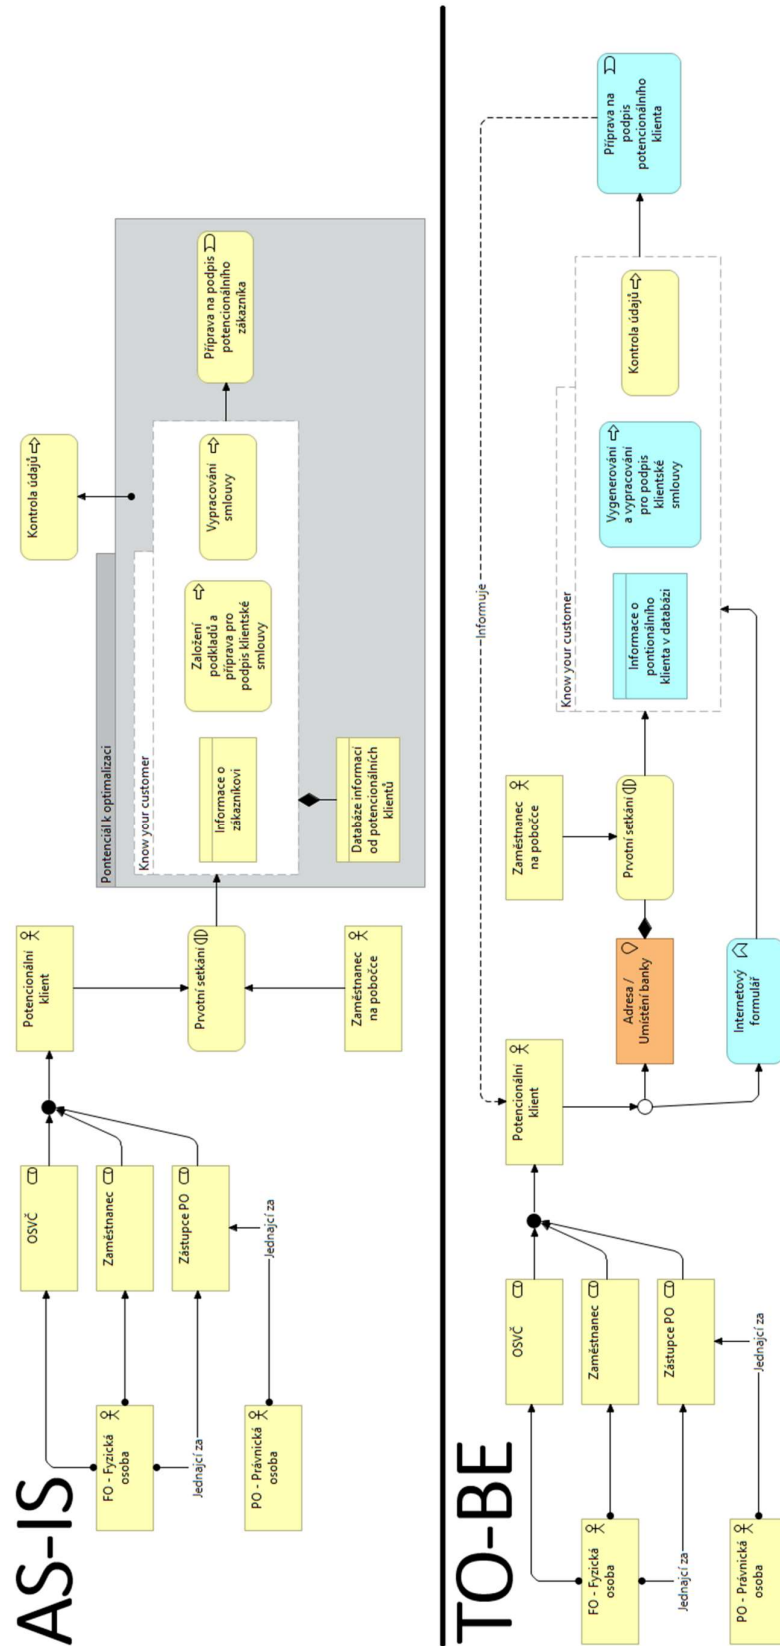 AS-IS
FO - Fyzická
osoba
Jednající za
PO - Právnická
osoba
OSVČ
Zaměstnanec
Zástupce PO
Jednající za
Potencionální
klient
Prvotní setkání
Zaměstnanec
na pobočce
Pontenciál k optimalizaci
Know your customer
Informace o
zákazníkovi
Databáze informací
od potencionálních
klientů
Založení
podkladů a
příprava pro
podpis klientské
smlouvy
Vypracování
smlouvy
Kontrola údajů
Příprava na podpis
potencionálního
zákazníka
TO-BE
FO - Fyzická
osoba
Jednající za
PO - Právnická
osoba
OSVČ
Zaměstnanec
Zástupce PO
Jednající za
Potencionální
klient
Adresa /
Umístění banky
Internetový
formulář
Zaměstnanec
na pobočce
Prvotní setkání
Informuje
Know your customer
Informace o
pontionálního
klienta v databázi
Vygenerování
a vypracování
pro podpis
klientské
smlouvy
Kontrola údajů
Příprava na
podpis
potencionálního
klienta